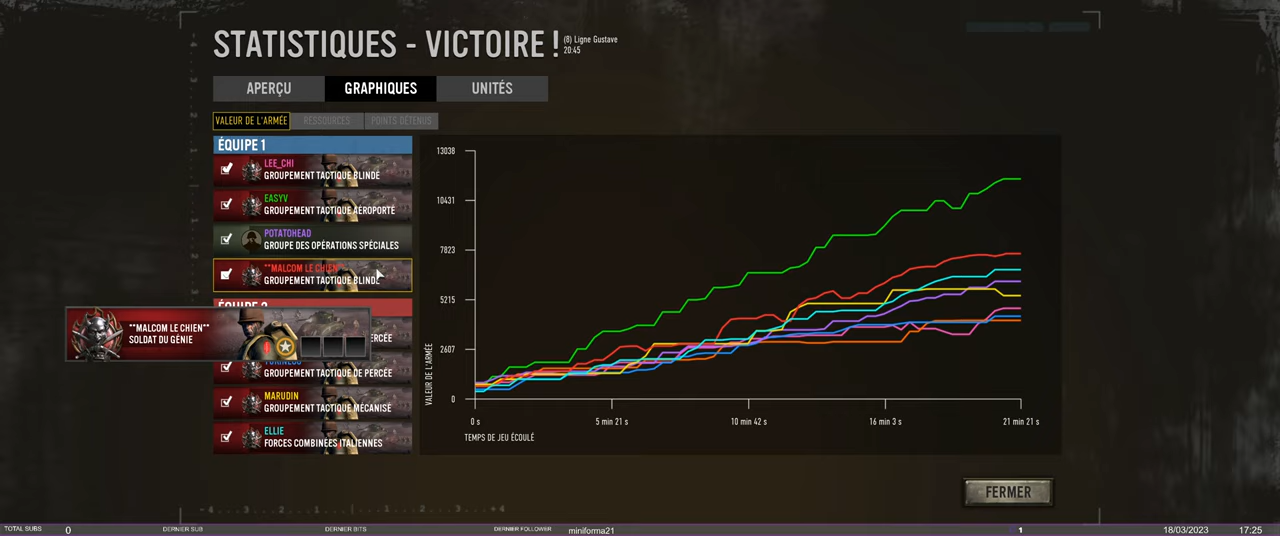 STATISTIQUES - VICTOIRE !
(8) Ligne Gustave
20:45
APERÇU
GRAPHIQUES
UNITÉS
VALEUR DE L'ARMÉE
RESSOURCES
POINTS DÉTENUS
ÉQUIPE 1
LEE_CHI
GROUPEMENT TACTIQUE BLINDÉ
EASYV
GROUPEMENT TACTIQUE AÉROPORTÉ
POTATOHEAD
GROUPE DES OPÉRATIONS SPÉCIALES
**MALCOM LE CHIEN
GROUPEMENT TACTIQUE BLINDÉ
ÉQUIPE 2
**MALCOM LE CHIEN**
SOLDAT DU GÉNIE
PERCÉE
GROUPEMENT TACTIQUE DE PERCÉE
MARUDIN
GROUPEMENT TACTIQUE MÉCANISÉ
ELLIE
FORCES COMBINÉES ITALIENNES
13038
10431
7823
5215
2607
0
VALEUR DE L'ARMÉE
0 s
5 min 21 s
10 min 42 s
16 min 3 s
21 min 21 s
TEMPS DE JEU ÉCOULÉ
FERMER
TOTAL SUBS
0
DERNIER SUB
DERNIER BITS
DERNIER FOLLOWER
miniforma21
1
18/03/2023
17:25